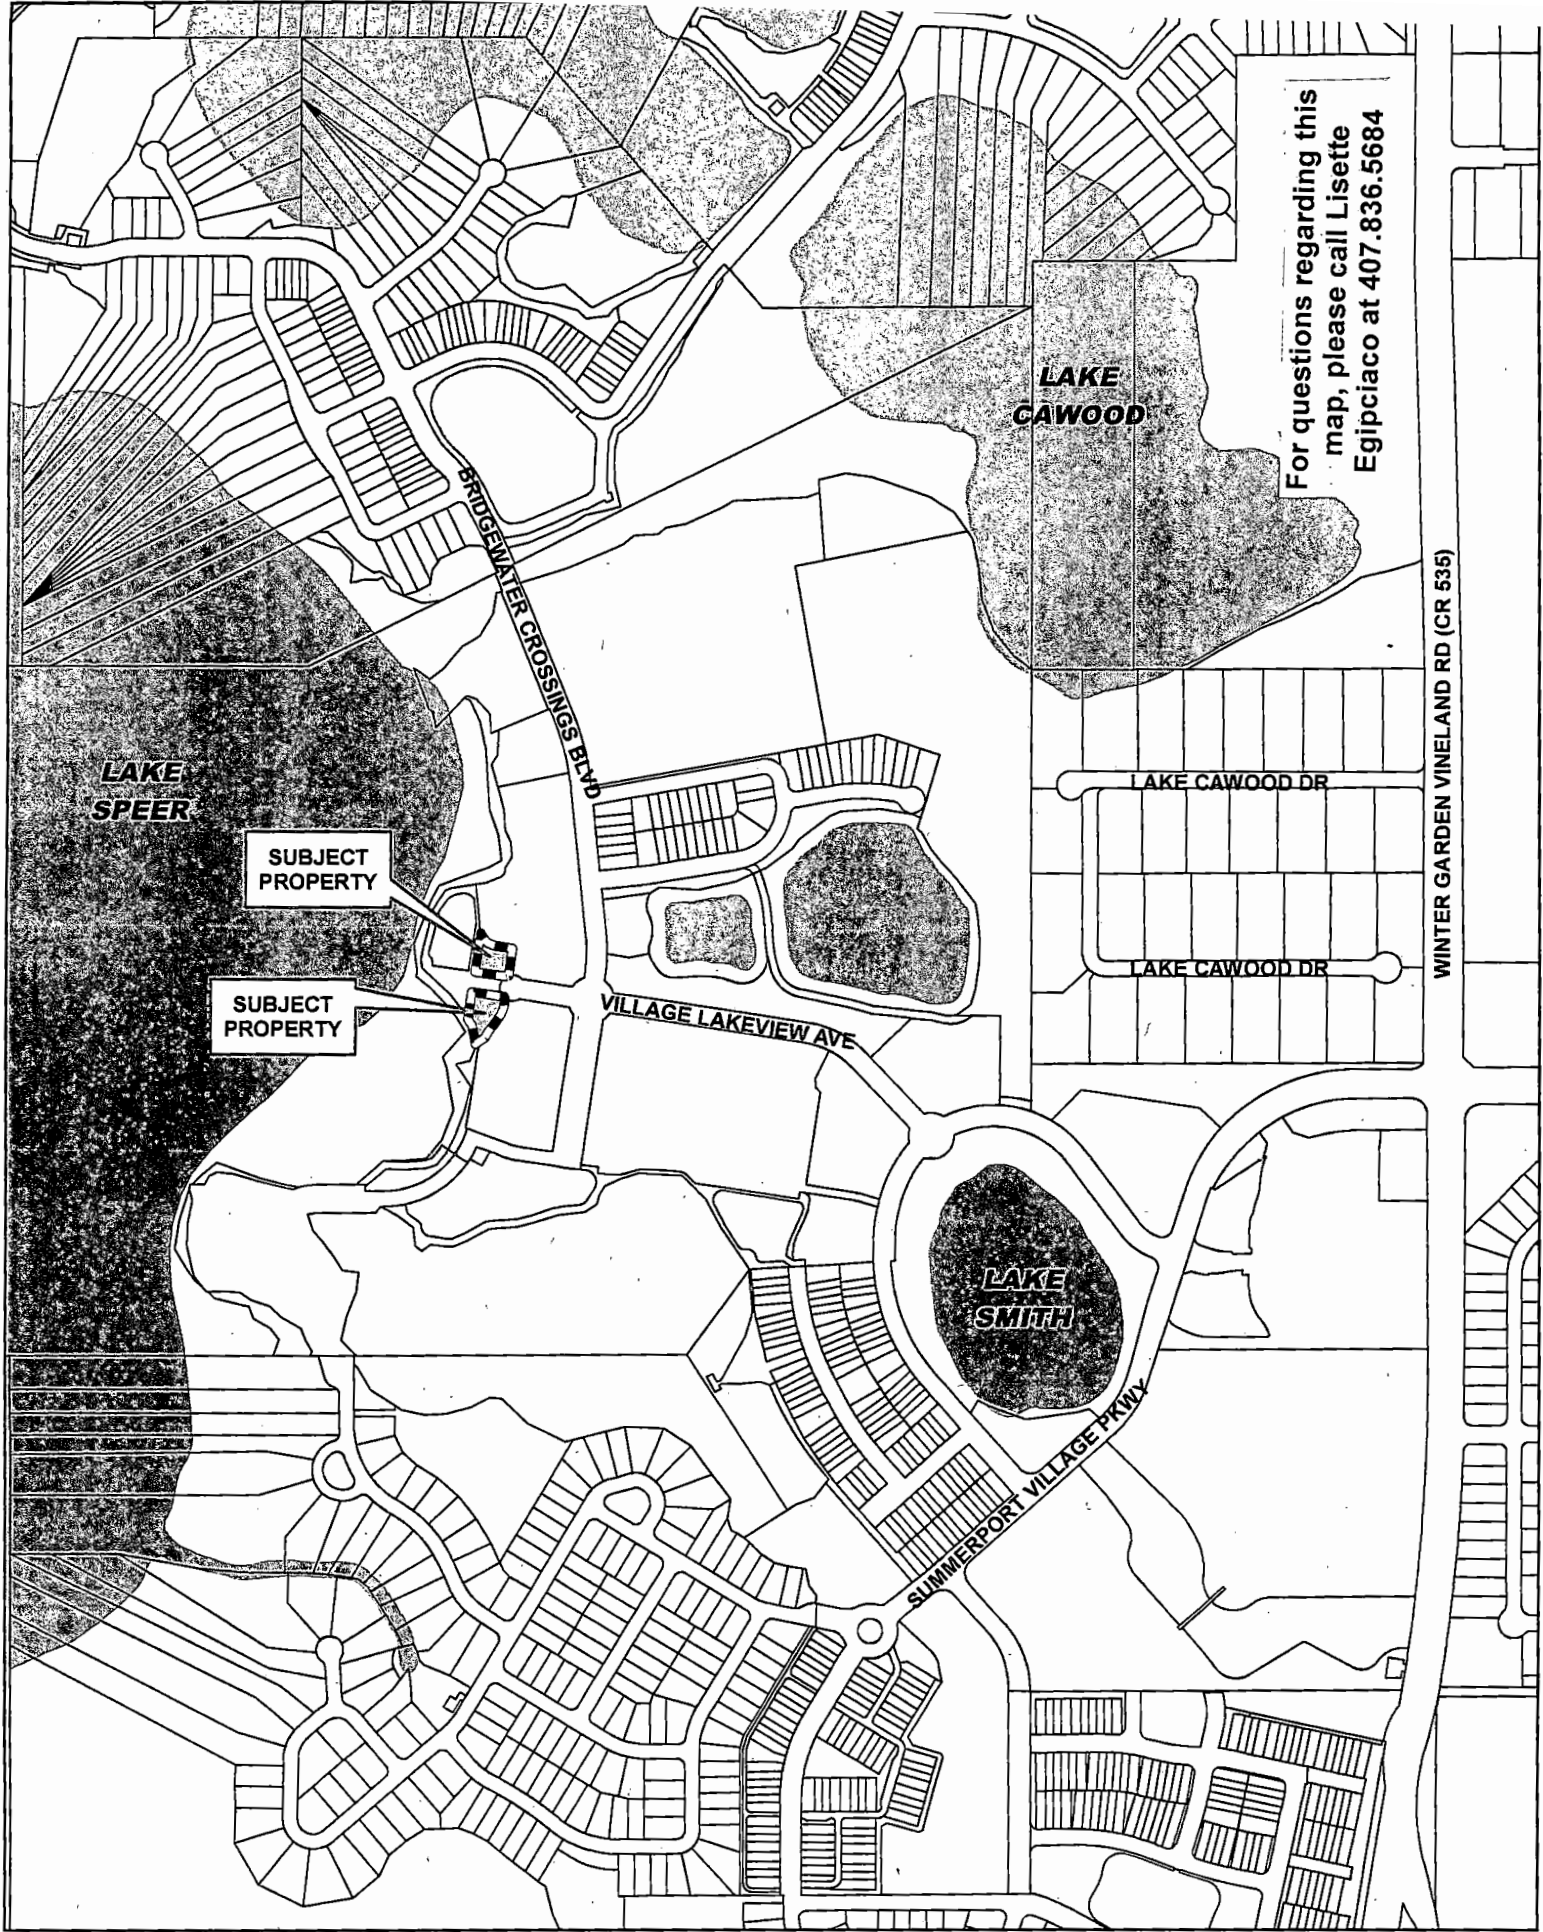 For questions regarding this
map, please call Lisette
Egipciaco at 407.836.5684
LAKE
CAWOOD
BRIDGEWATER CROSSINGS BLVD
WINTER GARDEN VINELAND RD (CR 535)
LAKE
SPEER
LAKE CAWOOD DR
SUBJECT
PROPERTY
LAKE CAWOOD DR
SUBJECT
PROPERTY
VILLAGE LAKEVIEW AVE
LAKE
SMITH
SUMMERPORT VILLAGE PKWY